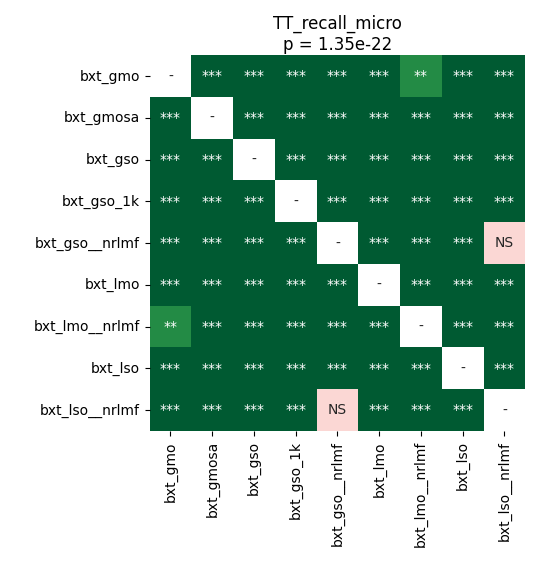 TT_recall_micro
p = 1.35e-22
bxt_gmo - *** *** *** *** *** ** *** ***
bxt_gmosa *** - *** *** *** *** *** *** ***
bxt_gso *** *** - *** *** *** *** *** ***
bxt_gso_1k *** *** *** - *** *** *** *** ***
bxt_gso__nrlmf *** *** *** *** - *** *** *** NS
bxt_lmo *** *** *** *** *** - *** *** ***
bxt_lmo__nrlmf ** *** *** *** *** *** - *** ***
bxt_lso *** *** *** *** *** *** *** - ***
bxt_lso__nrlmf *** *** *** *** NS *** *** *** -
bxt_gmo
bxt_gmosa
bxt_gso
bxt_gso_1k
bxt_gso__nrlmf
bxt_lmo
bxt_lmo__nrlmf
bxt_lso
bxt_lso__nrlmf